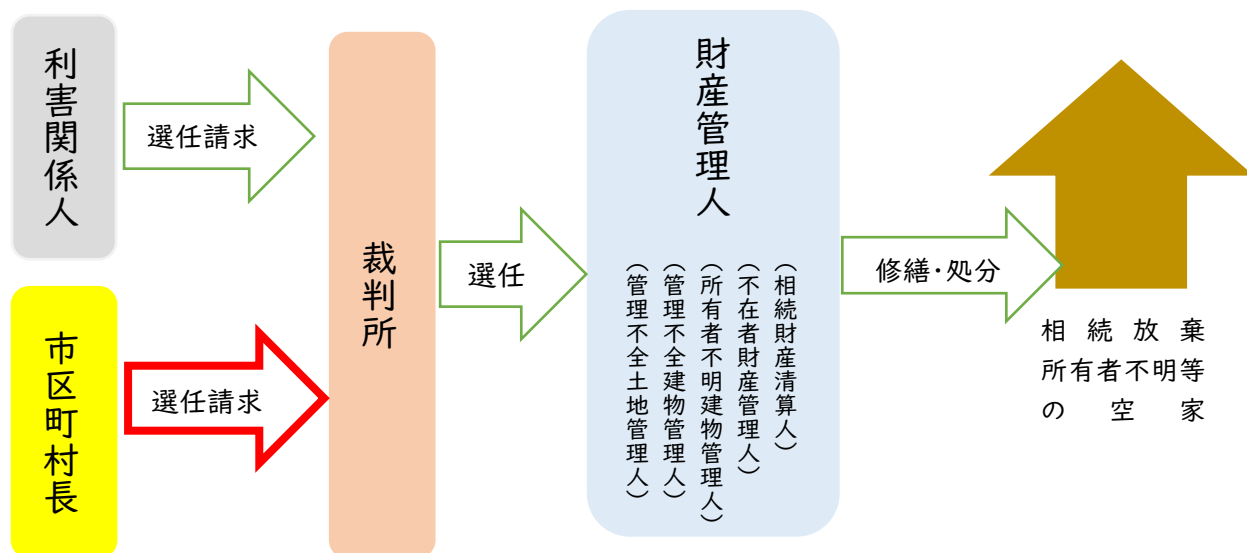 利害関係人
選任請求
市区町村長
選任請求
裁判所
選任
財産管理人
（相続財産清算人）
（不在者財産管理人）
（所有者不明建物管理人）
（管理不全建物管理人）
（管理不全土地管理人）
修繕・処分
相続放棄
所有者不明等
の空家